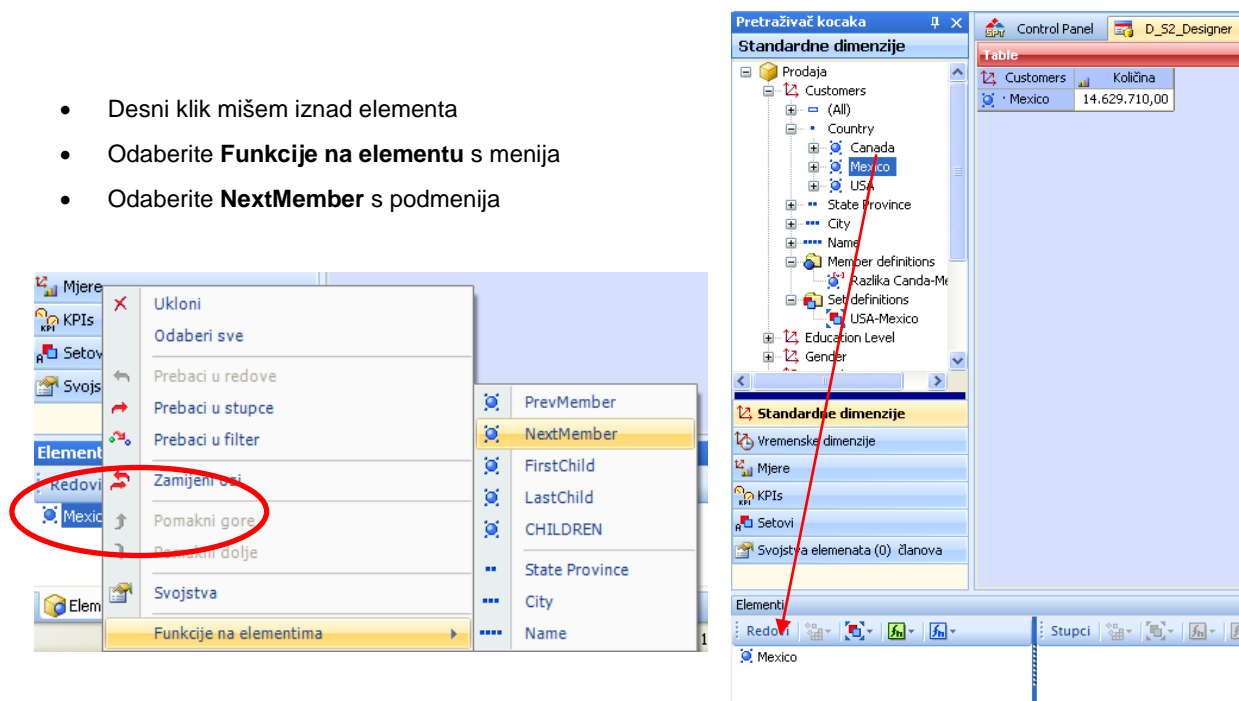 • Desni klik mišem iznad elementa
• Odaberite Funkcije na elementu s menija
• Odaberite NextMember s podmenija
Mjere
KPIs
Setov
Svojs
Element
Redovi
Mexic
Elem
Ukloni
Odaberi sve
Prebaci u redove
Prebaci u stupce
Prebaci u filter
Zamijeni osi
Pomakni gore
Pomakni dolje
Svojstva
Funkcije na elementima
PrevMember
NextMember
FirstChild
LastChild
CHILDREN
State Province
City
Name
1
Pretraživač kocaka
Standardne dimenzije
Prodaja
Customers
(All)
Country
Canada
Mexico
USA
State Province
City
Name
Member definitions
Razlika Canda-Me
Set definitions
USA-Mexico
Education Level
Gender
Standardne dimenzije
Vremenske dimenzije
Mjere
KPIs
Setovi
Svojstva elemenata (0) članova
Control Panel D_S2_Designer
Table
Customers Količina
Mexico 14.629.710,00
Elementi
Redovi
Stupci
Mexico